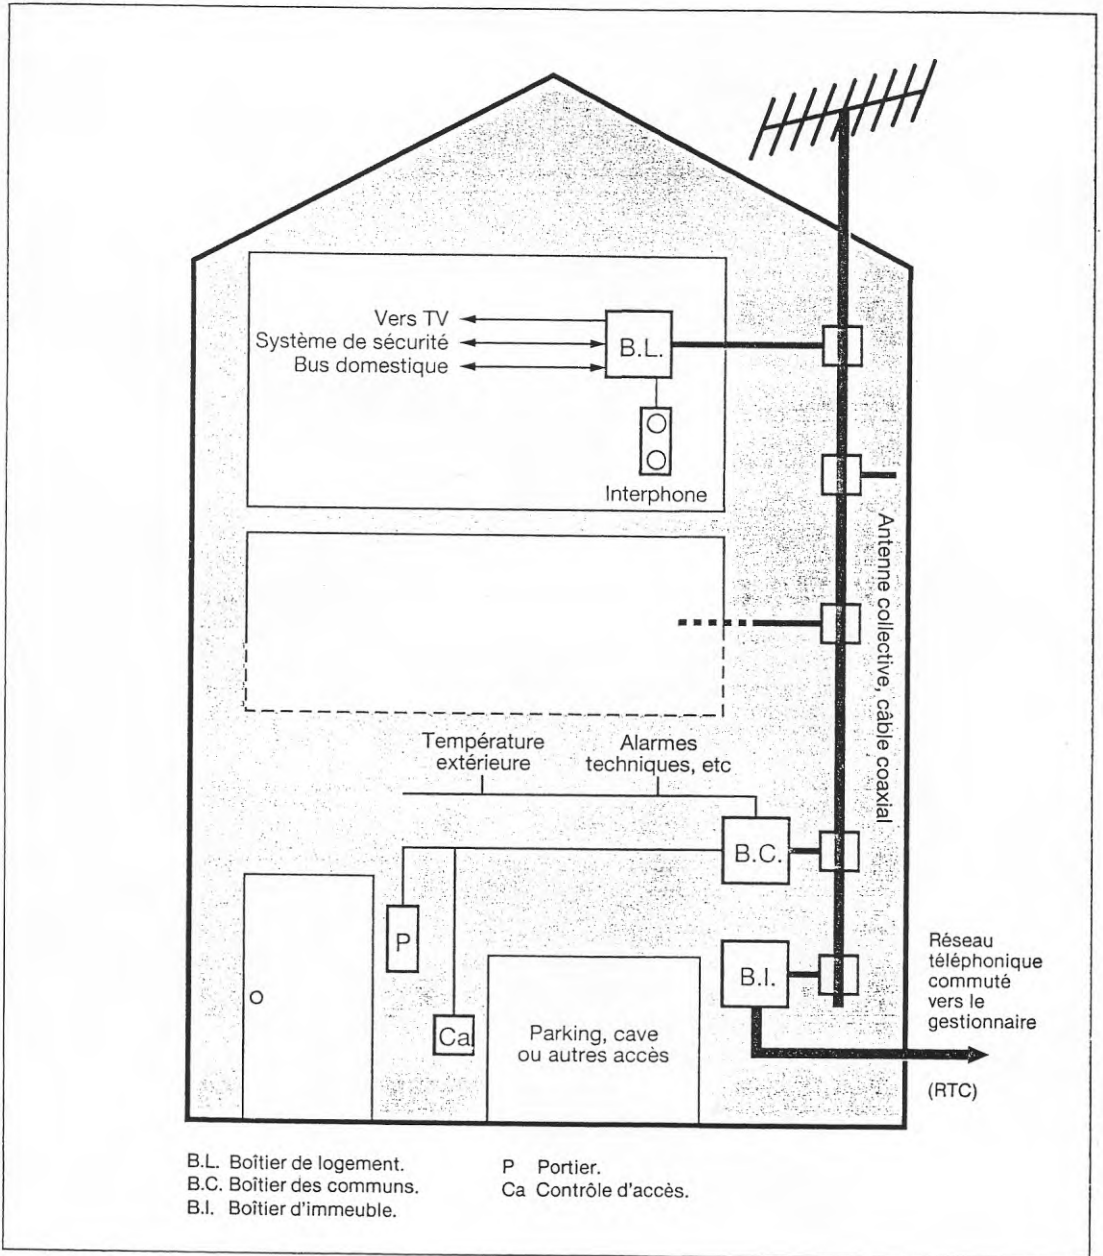 Vers TV
Système de sécurité
Bus domestique
B.L.
Interphone
Antenne collective, câble coaxial
Température
extérieure
Alarmes
techniques, etc
B.C.
P
B.I.
Ca
Parking, cave
ou autres accès
Réseau
téléphonique
commuté
vers le
gestionnaire
(RTC)
B.L. Boîtier de logement.
B.C. Boîtier des communs.
B.I. Boîtier d'immeuble.
P Portier.
Ca Contrôle d'accès.